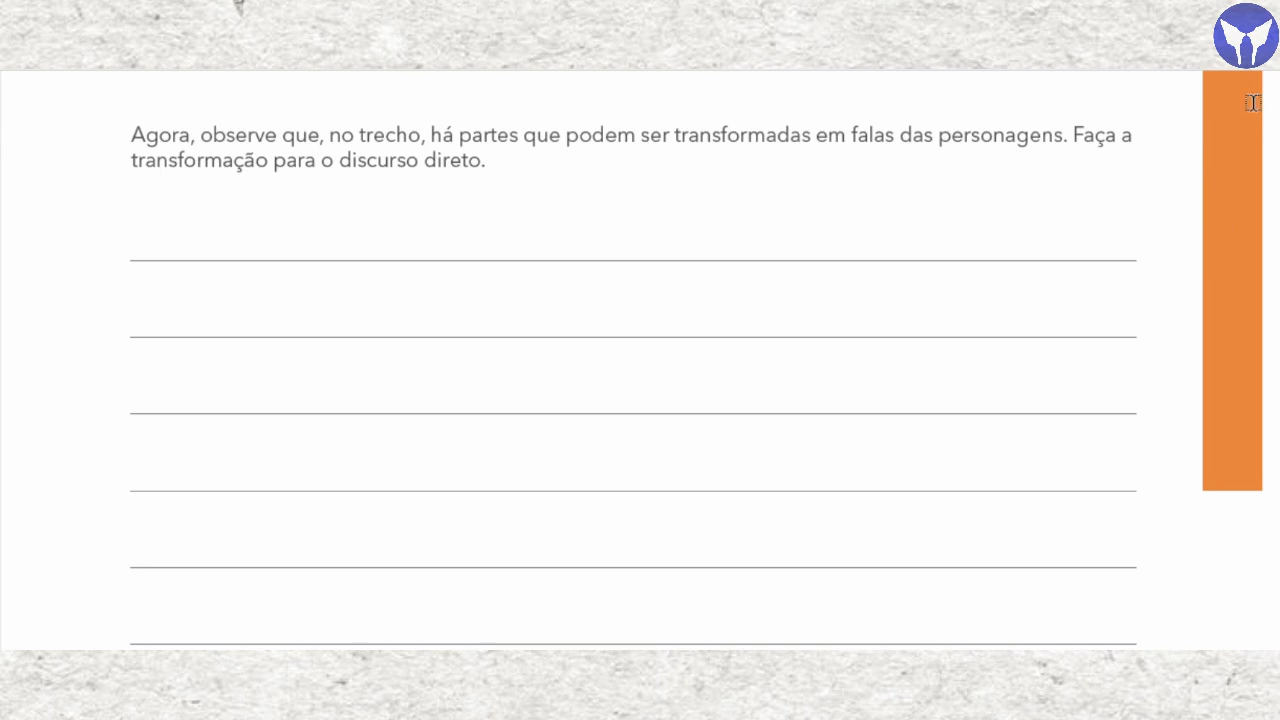 Agora, observe que, no trecho, há partes que podem ser transformadas em falas das personagens. Faça a
transformação para o discurso direto.